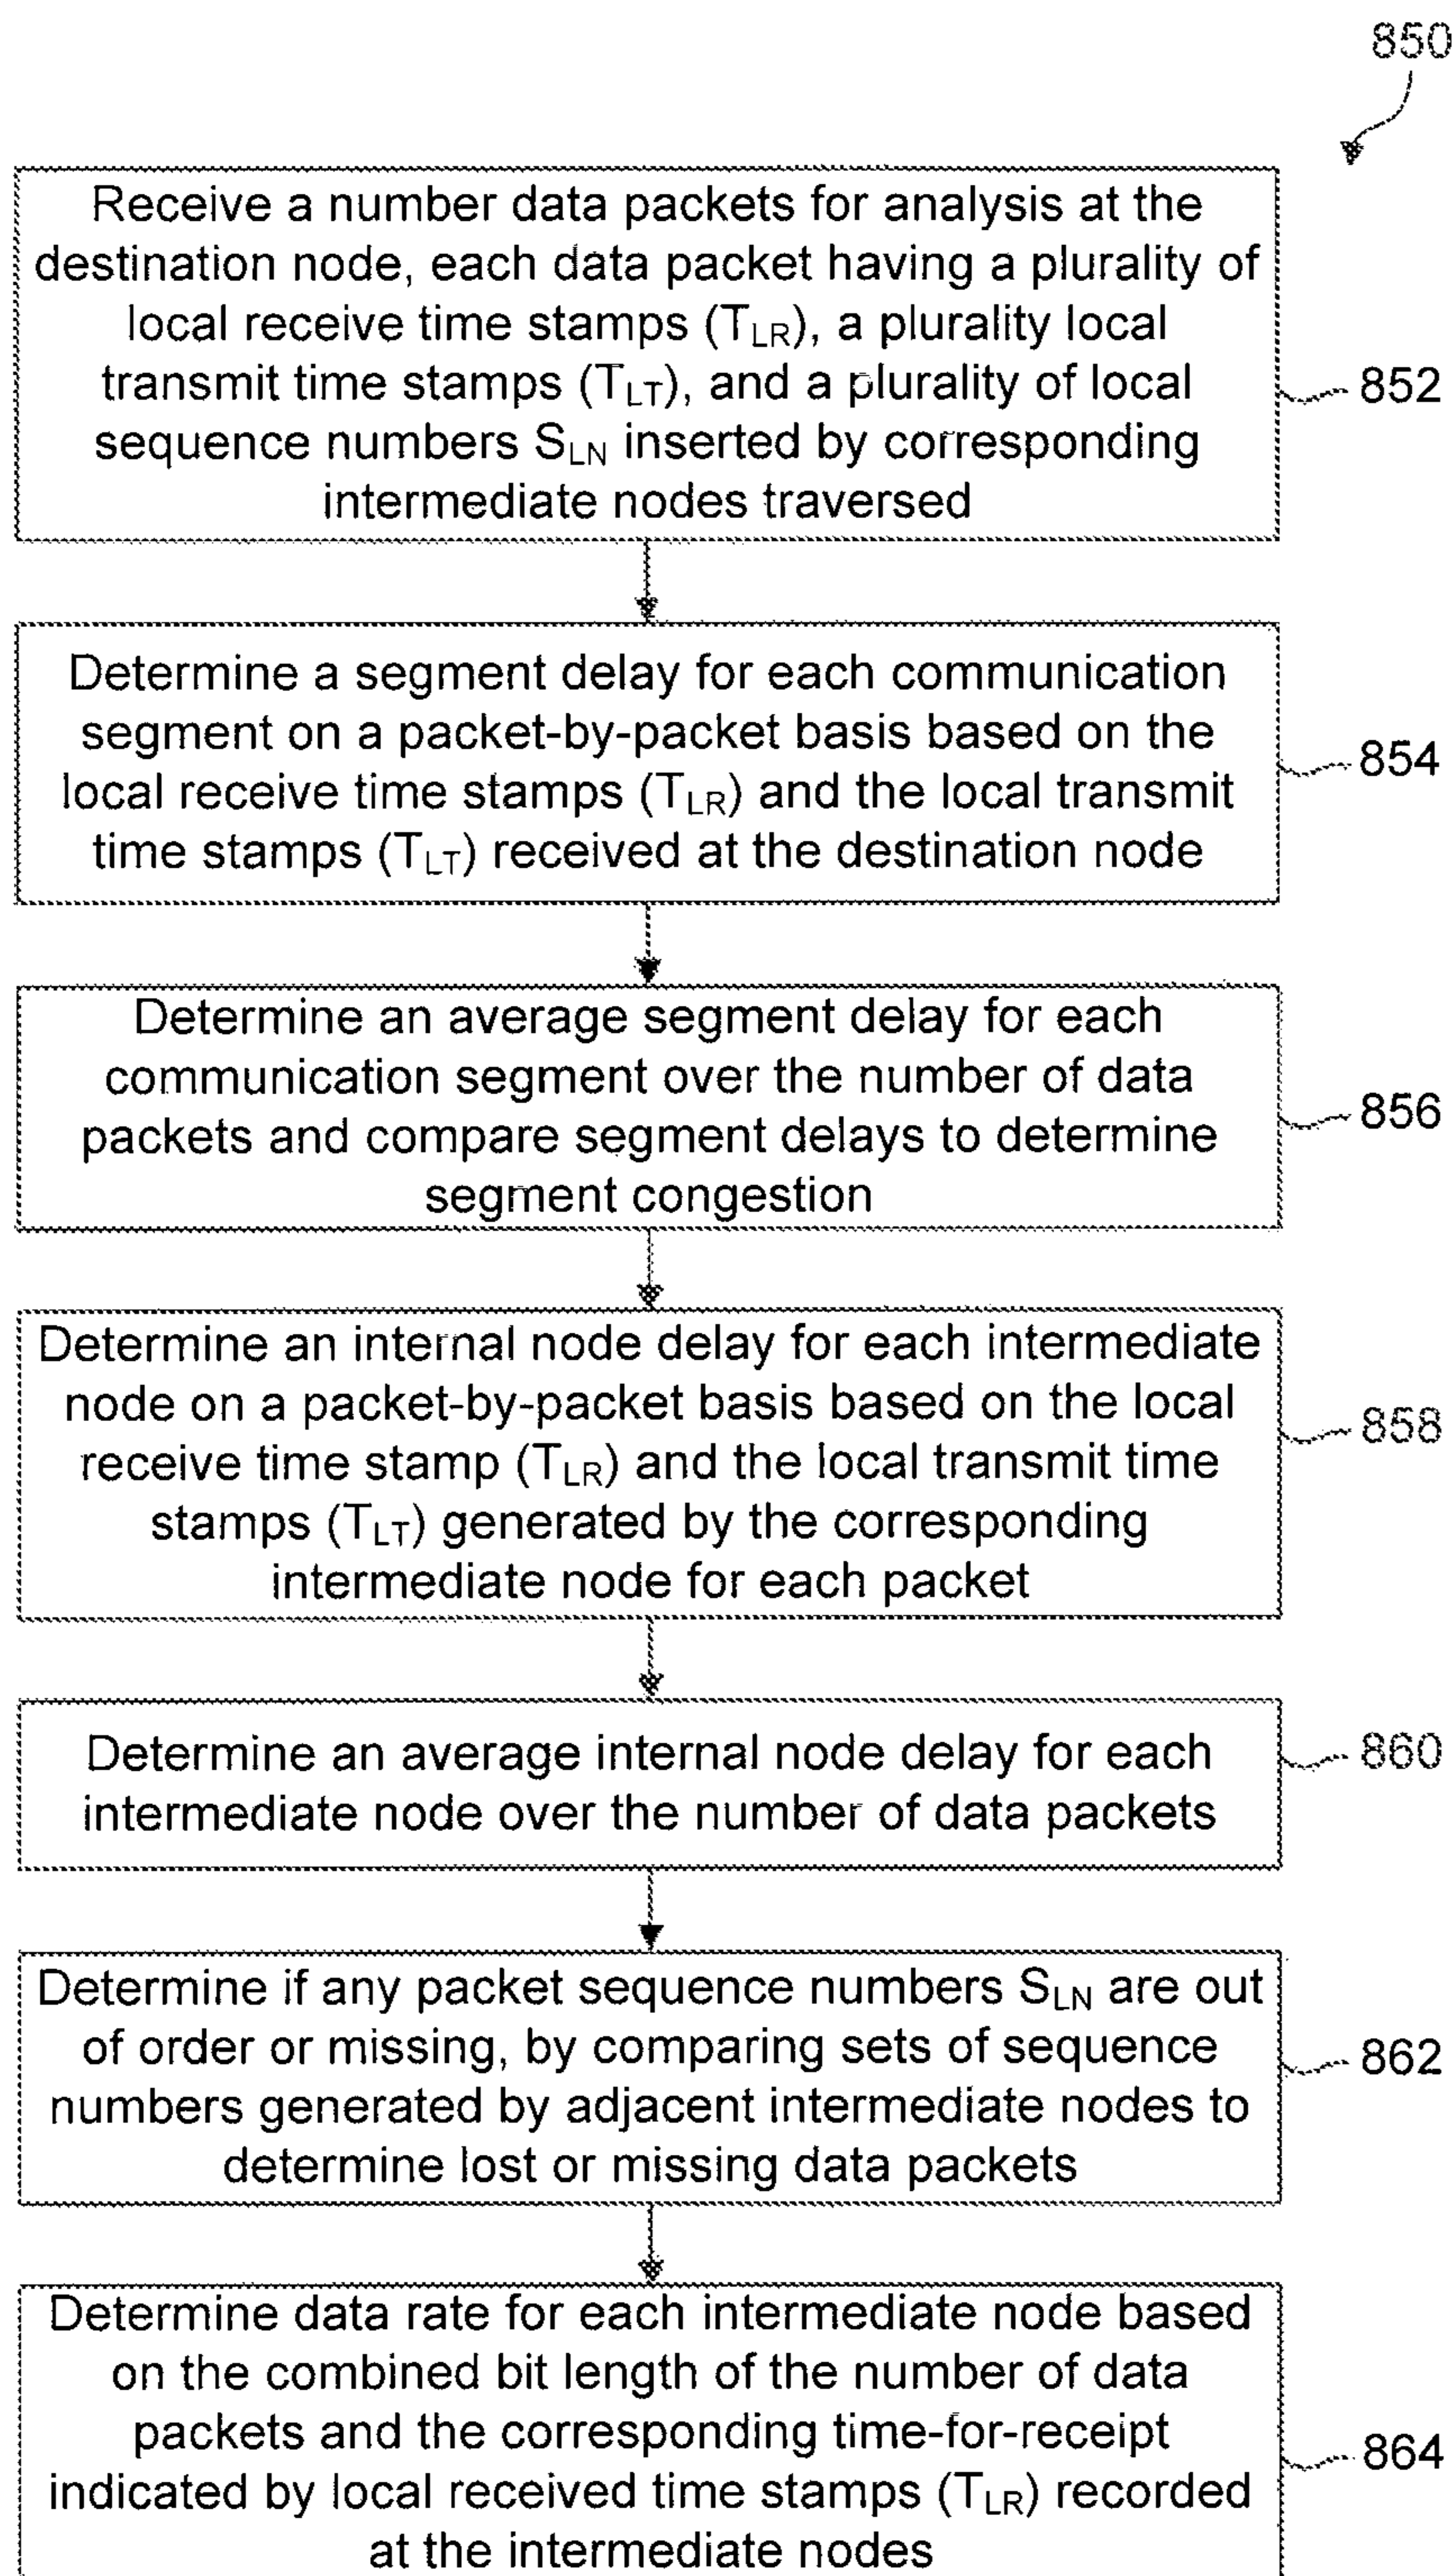 850
Receive a number data packets for analysis at the
destination node, each data packet having a plurality of
local receive time stamps (TLR), a plurality local
transmit time stamps (TLT), and a plurality of local
sequence numbers SLN inserted by corresponding
intermediate nodes traversed
852
Determine a segment delay for each communication
segment on a packet-by-packet basis based on the
local receive time stamps (TLR) and the local transmit
time stamps (TLT) received at the destination node
854
Determine an average segment delay for each
communication segment over the number of data
packets and compare segment delays to determine
segment congestion
856
Determine an internal node delay for each intermediate
node on a packet-by-packet basis based on the local
receive time stamp (TLR) and the local transmit time
stamps (TLT) generated by the corresponding
intermediate node for each packet
858
Determine an average internal node delay for each
intermediate node over the number of data packets
860
Determine if any packet sequence numbers SLN are out
of order or missing, by comparing sets of sequence
numbers generated by adjacent intermediate nodes to
determine lost or missing data packets
862
Determine data rate for each intermediate node based
on the combined bit length of the number of data
packets and the corresponding time-for-receipt
indicated by local received time stamps (TLR) recorded
at the intermediate nodes
864